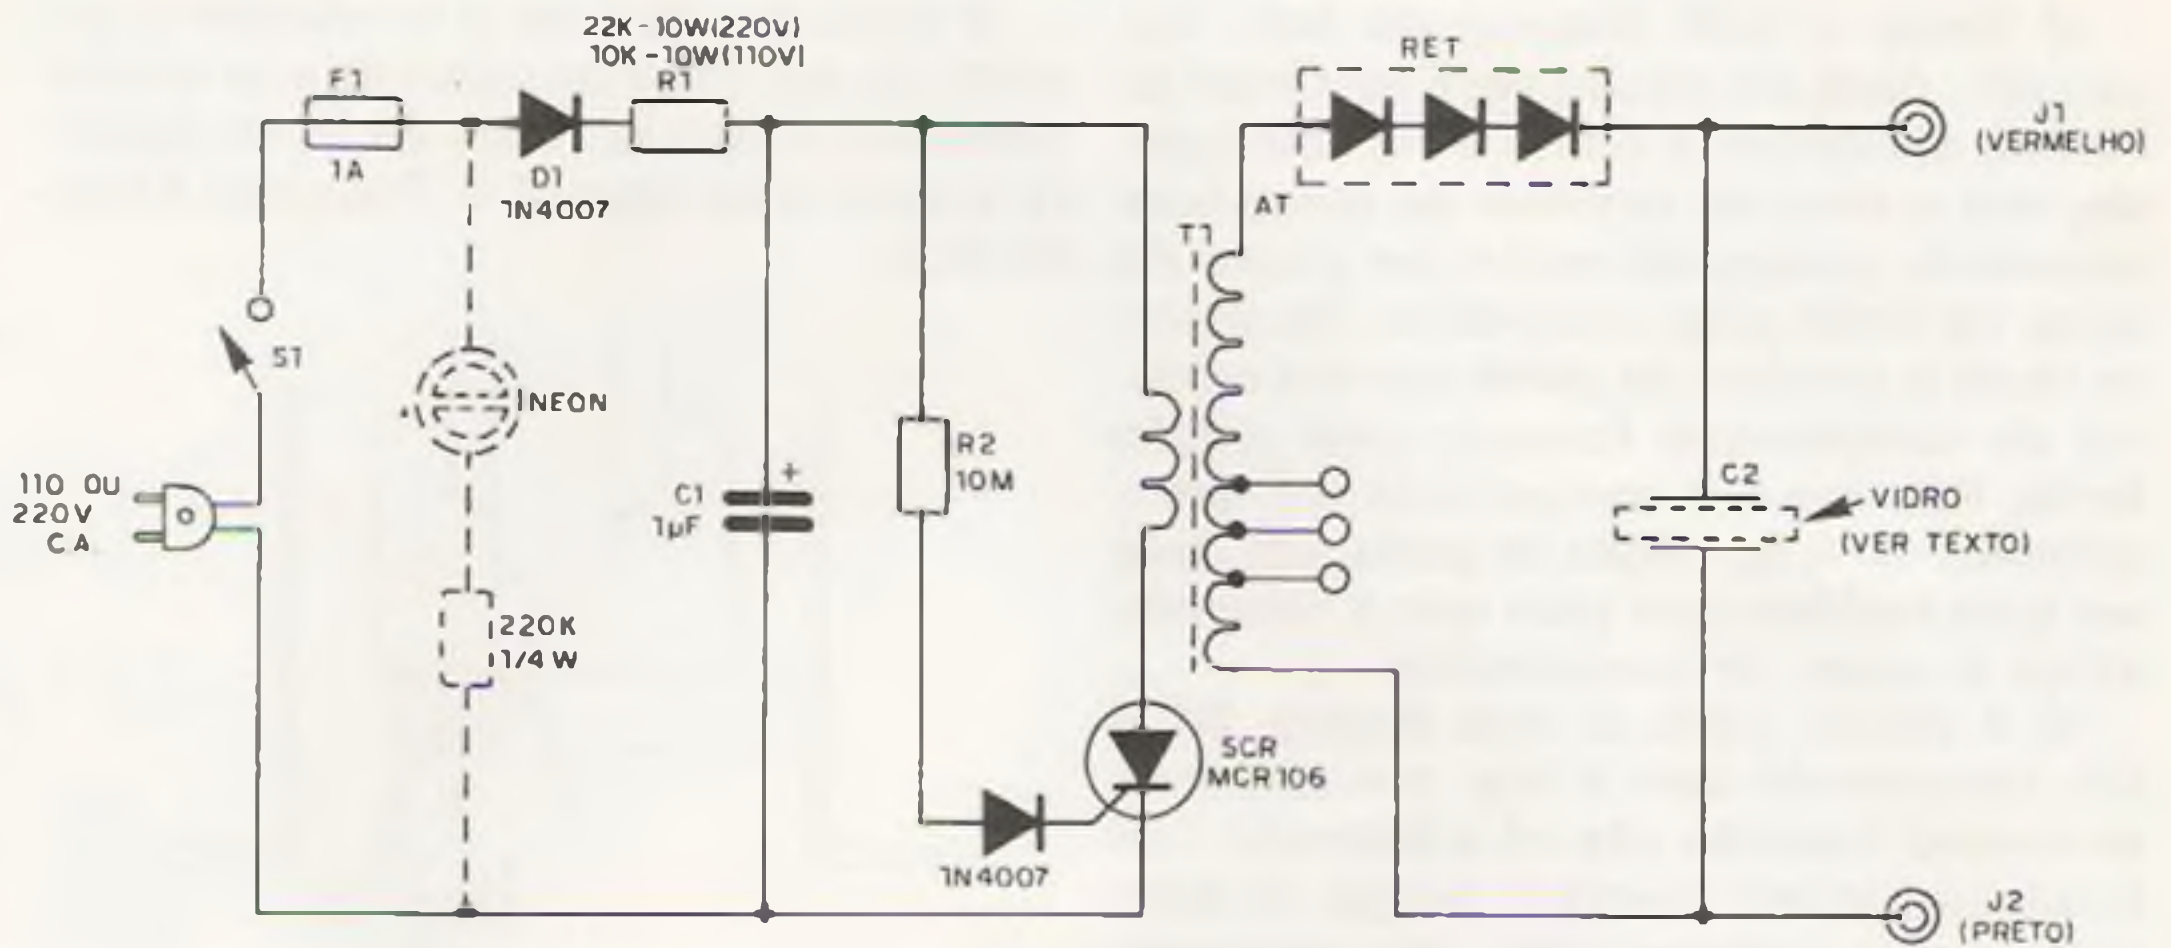 22K-10W(220V)
10K-10W(110V)
F1
1A
D1
1N4007
R1
RET
AT
J1
(VERMELHO)
T1
S1
NEON
110 OU
220V
CA
220K
1/4W
C1
1µF
+
R2
10M
C2
VIDRO
(VER TEXTO)
SCR
MCR106
1N4007
J2
(PRETO)